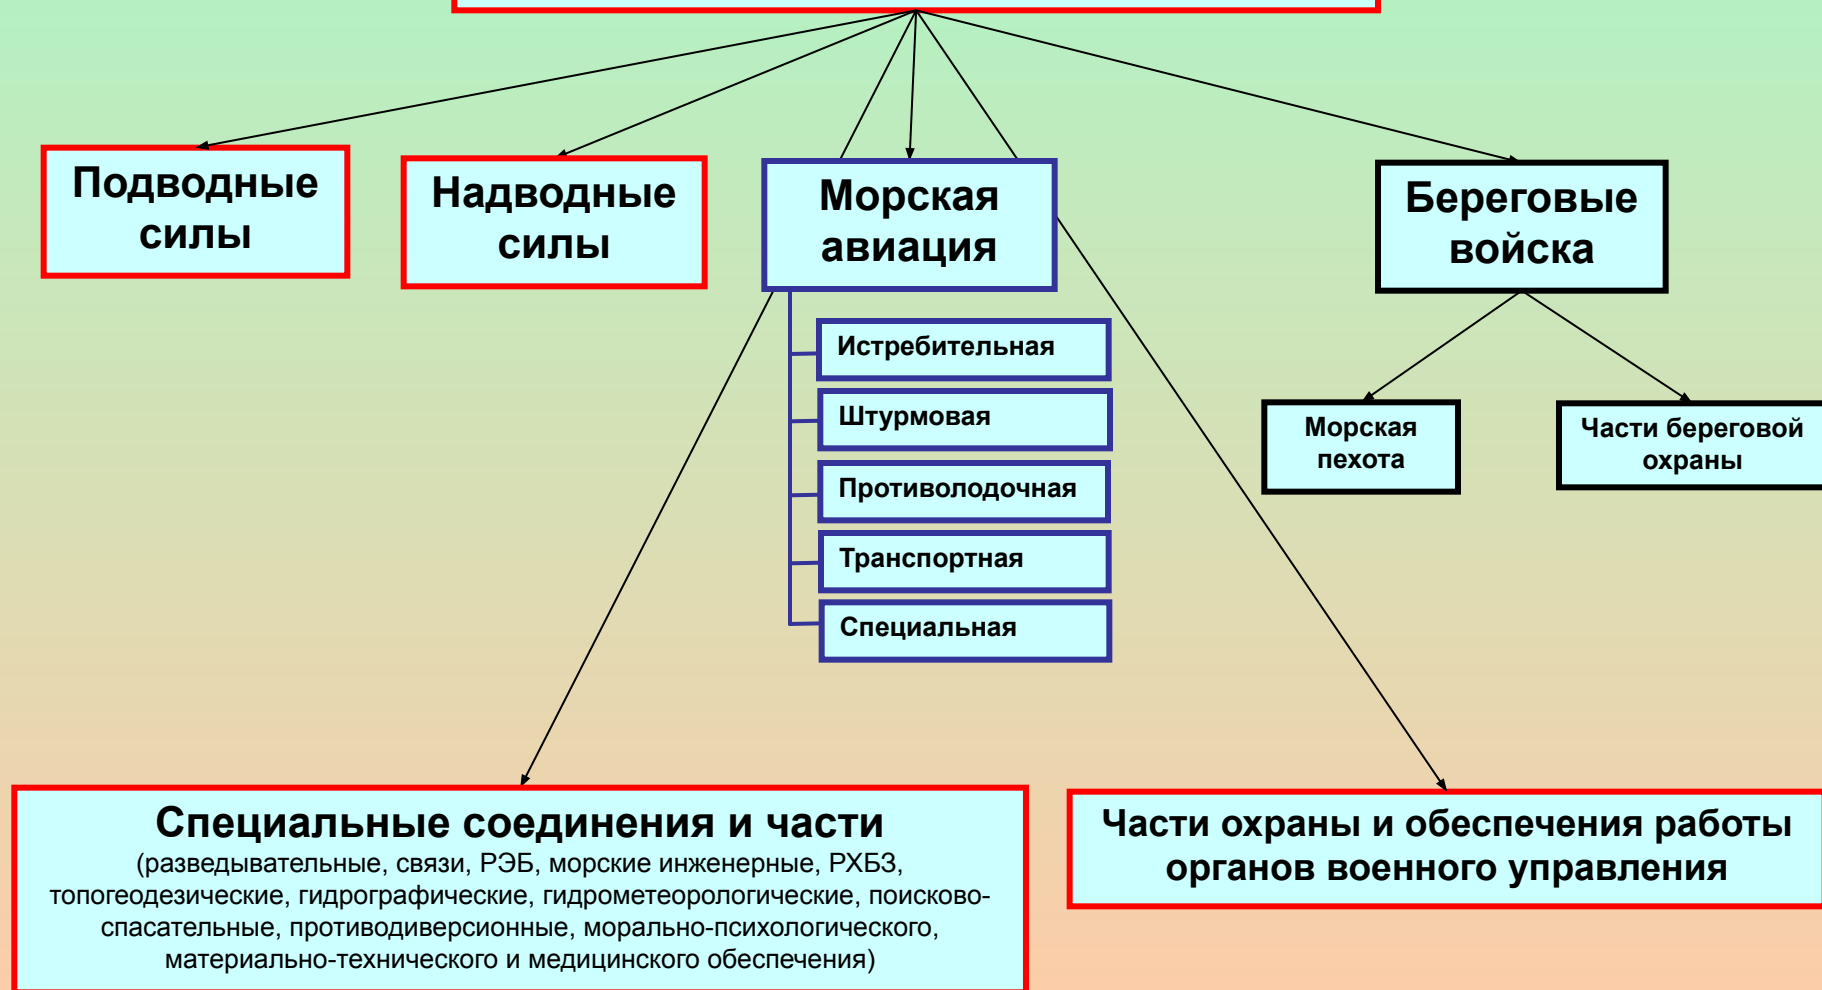 Подводные
силы
Надводные
силы
Морская
авиация
Береговые
войска
Истребительная
Штурмовая
Противолодочная
Транспортная
Специальная
Морская
пехота
Части береговой
охраны
Специальные соединения и части
(разведывательные, связи, РЭБ, морские инженерные, РХБЗ,
топогеодезические, гидрографические, гидрометеорологические, поисково-
спасательные, противодиверсионные, морально-психологического,
материально-технического и медицинского обеспечения)
Части охраны и обеспечения работы
органов военного управления